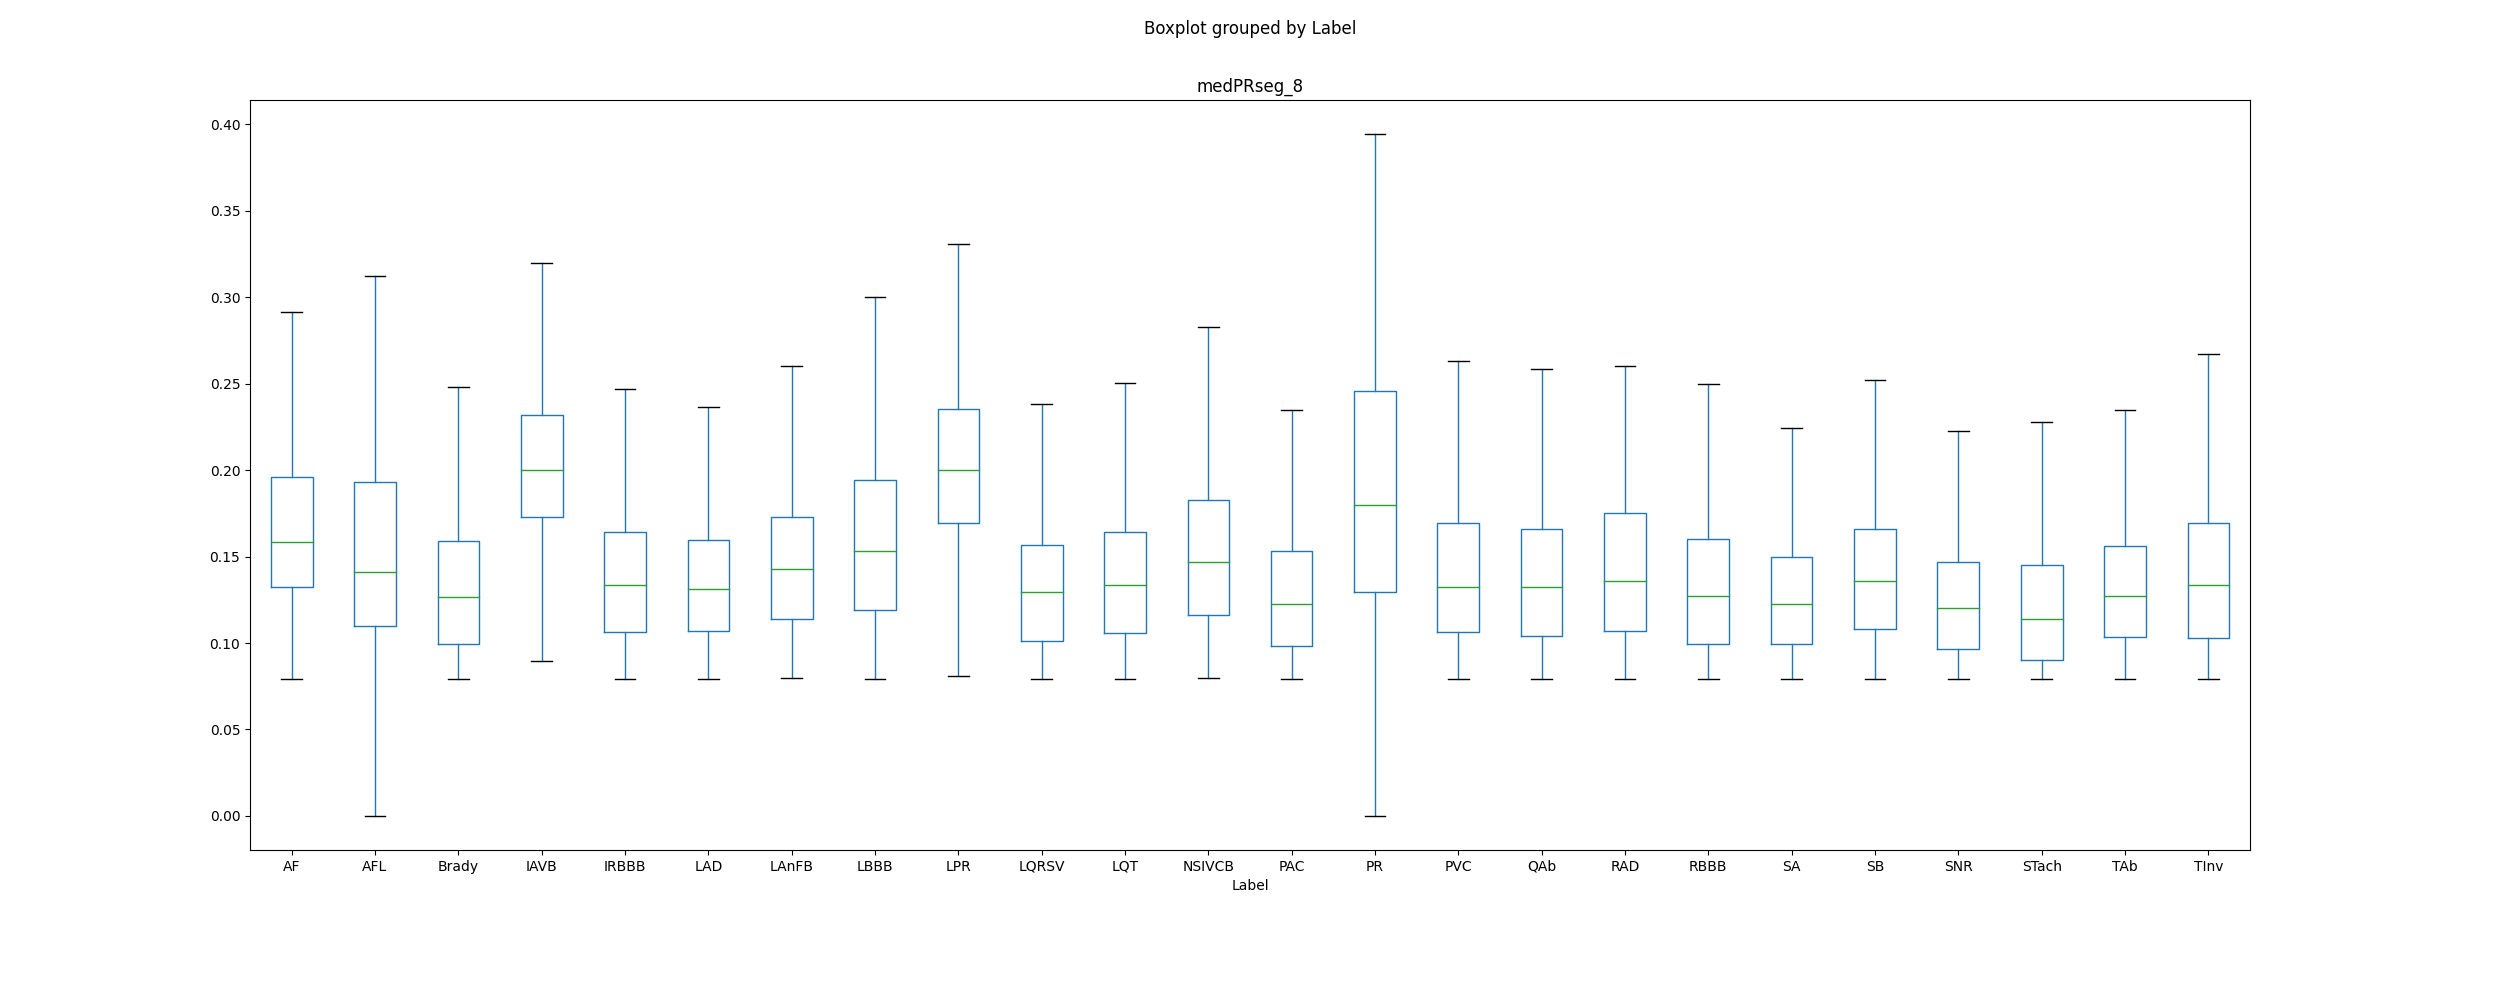 Boxplot grouped by Label
medPRseg_8
0.40
0.35
0.30
0.25
0.20
0.15
0.10
0.05
0.00
AF AFL Brady IAVB IRBBB LAD LAnFB LBBB LPR LQRSV LQT NSIVCB PAC PR PVC QAb RAD RBBB SA SB SNR STach TAb TInv
Label